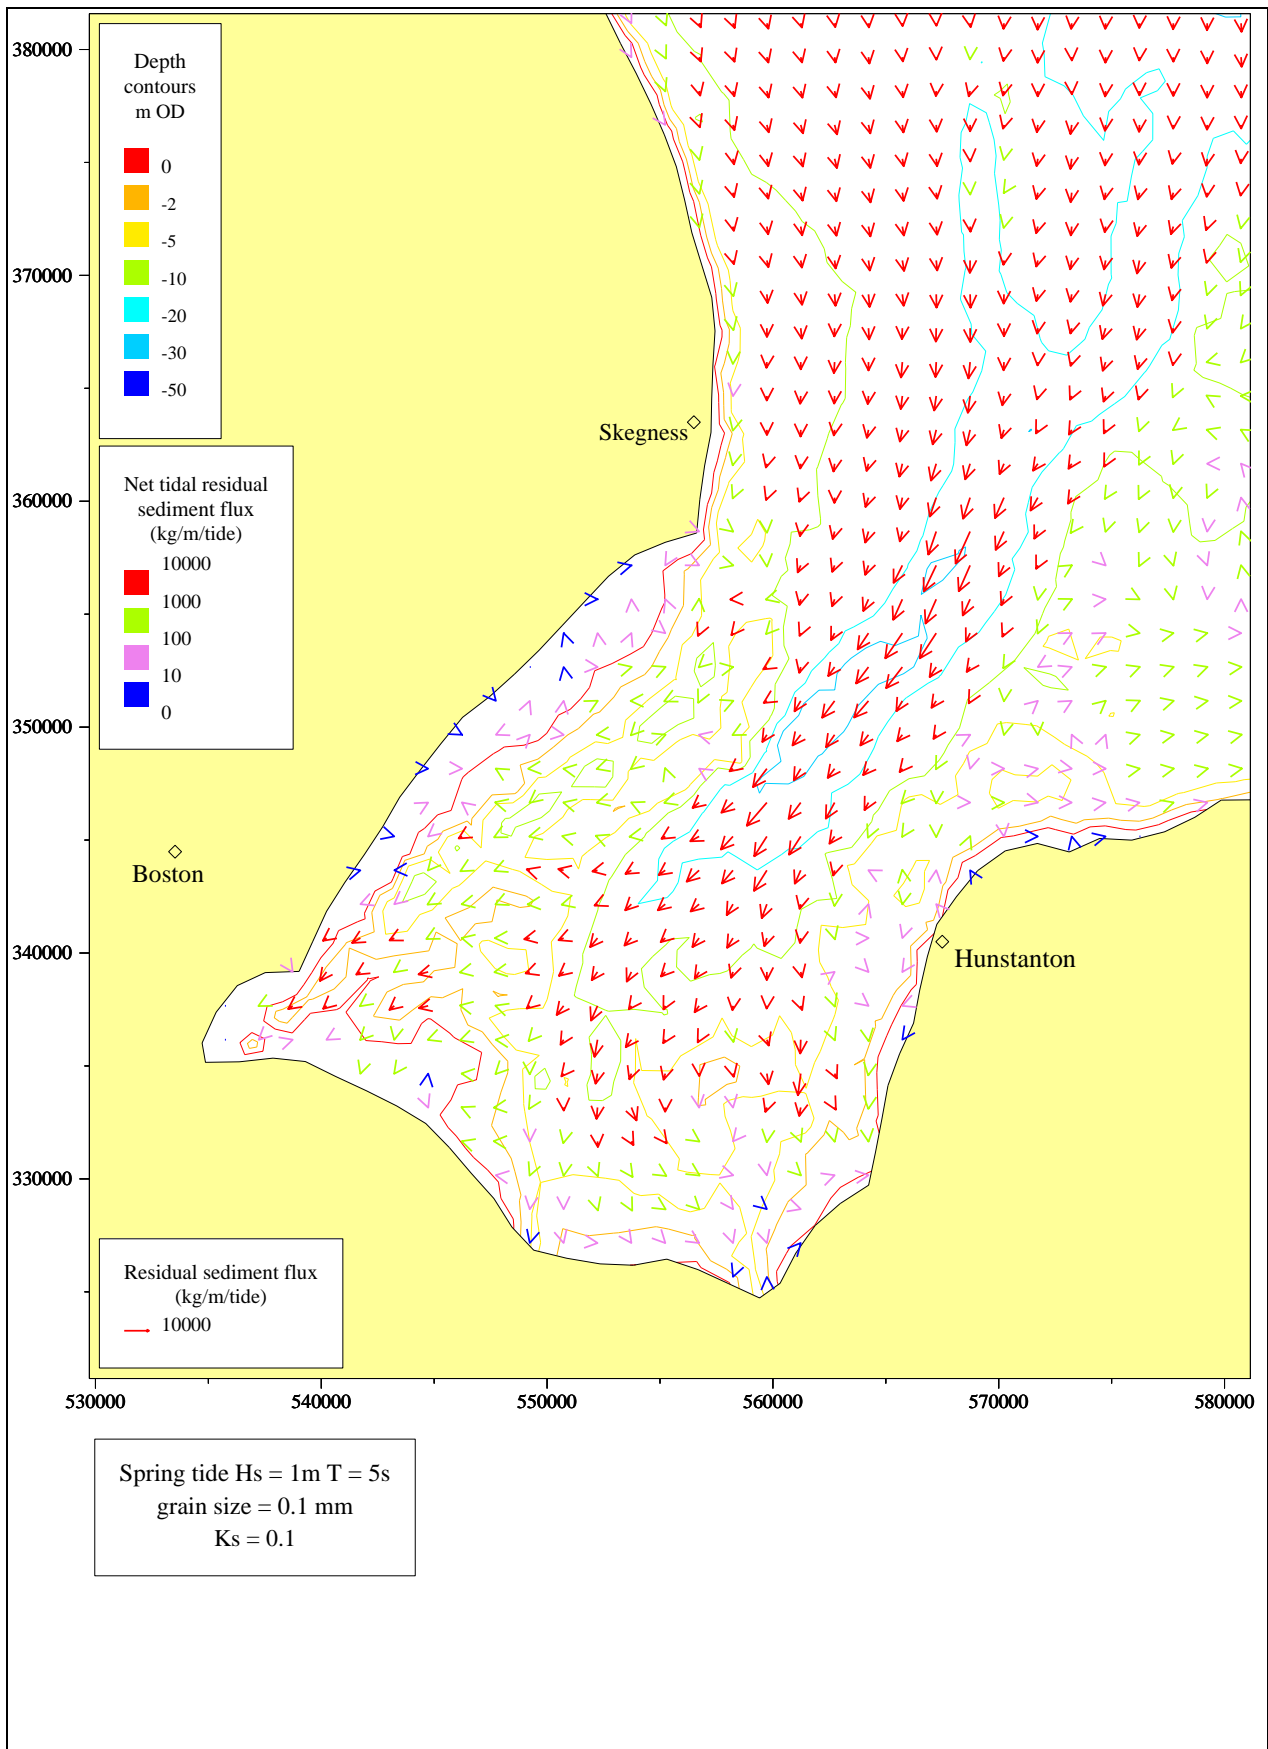 380000
370000
360000
350000
340000
330000
Depth
contours
m OD
0
-2
-5
-10
-20
-30
-50
Net tidal residual
sediment flux
(kg/m/tide)
10000
1000
100
10
0
Skegness
Boston
Hunstanton
Residual sediment flux
(kg/m/tide)
10000
530000
540000
550000
560000
570000
580000
Spring tide Hs = 1m T = 5s
grain size = 0.1 mm
Ks = 0.1